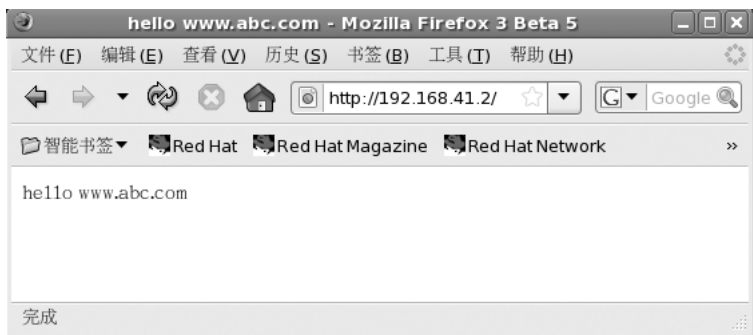 hello www.abc.com - Mozilla Firefox 3 Beta 5
文件(F) 编辑(E) 查看(V) 历史(S) 书签(B) 工具(T) 帮助(H)
http://192.168.41.2/ G Google
智能书签 Red Hat Red Hat Magazine Red Hat Network »
hello www.abc.com
完成